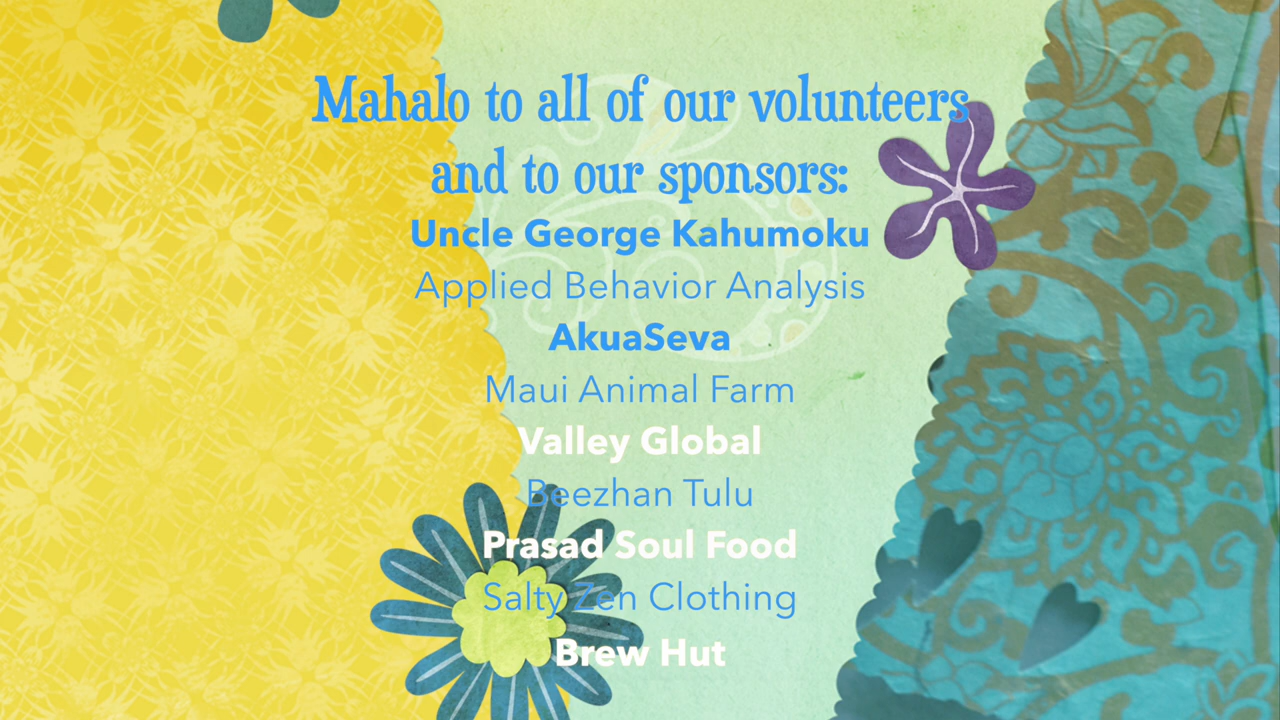 Mahalo to all of our volunteers
and to our sponsors:
Uncle George Kahumoku
Applied Behavior Analysis
AkuaSeva
Maui Animal Farm
Valley Global
Beezhan Tulu
Prasad Soul Food
Salty Zen Clothing
Brew Hut